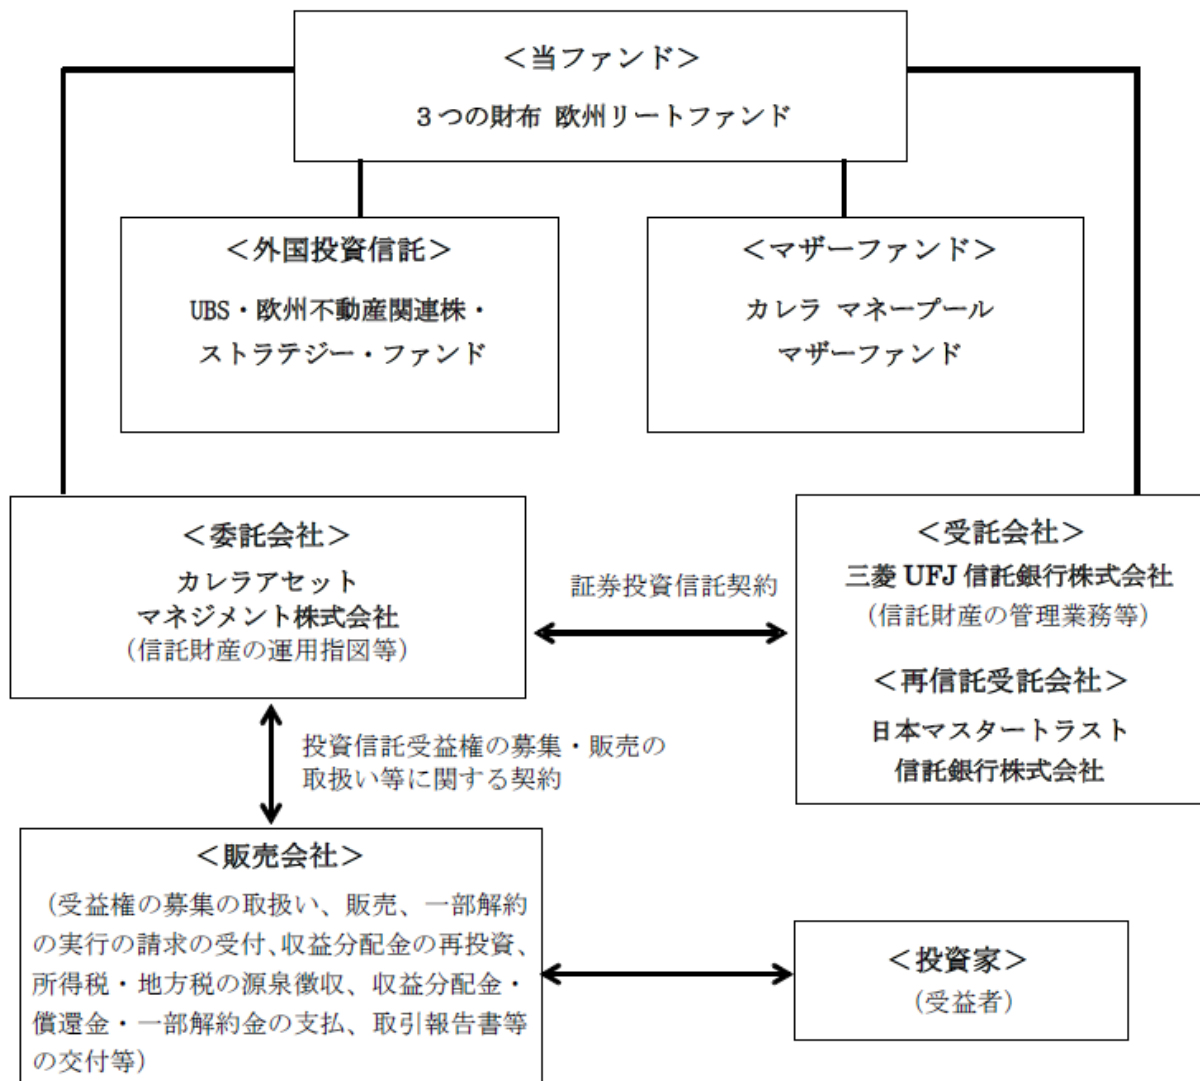 ＜当ファンド＞
3つの財布 欧州リートファンド
＜外国投資信託＞
UBS・欧州不動産関連株・
ストラテジー・ファンド
＜マザーファンド＞
カレラ マネープール
マザーファンド
＜委託会社＞
カレラアセット
マネジメント株式会社
（信託財産の運用指図等）
証券投資信託契約
＜受託会社＞
三菱 UFJ 信託銀行株式会社
（信託財産の管理業務等）
＜再信託受託会社＞
日本マスタートラスト
信託銀行株式会社
投資信託受益権の募集・販売の
取扱い等に関する契約
＜販売会社＞
（受益権の募集の取扱い、販売、一部解約
の実行の請求の受付、収益分配金の再投資、
所得税・地方税の源泉徴収、収益分配金・
償還金・一部解約金の支払、取引報告書等
の交付等）
＜投資家＞
（受益者）